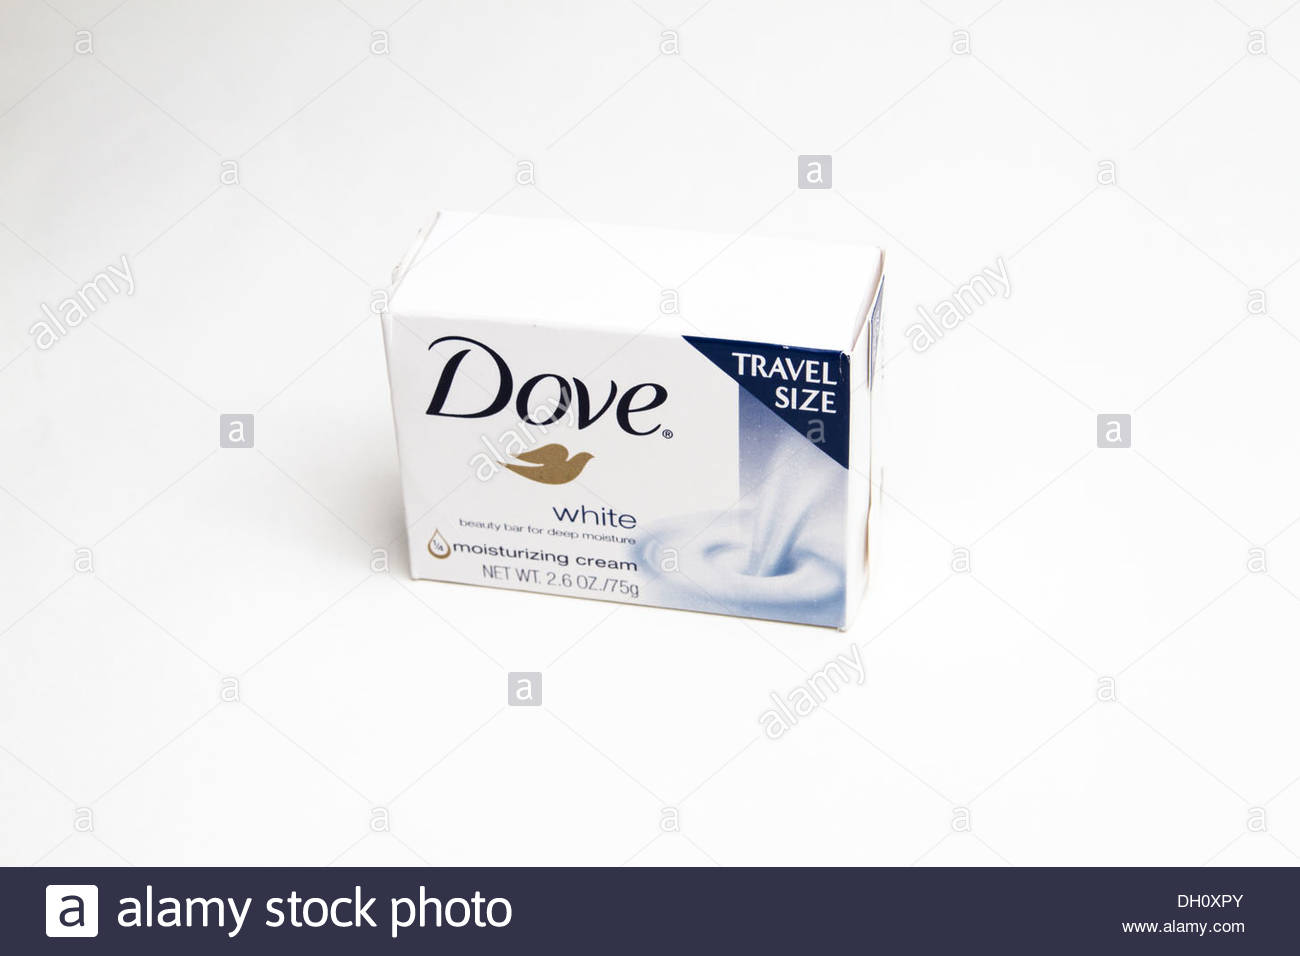 Dove®
TRAVEL
SIZE
white
beauty bar for deep moisture
1/4 moisturizing cream
NET WT. 2.6 OZ./75g
alamy
alamy
alamy
alamy
a alamy stock photo
DH0XPY
www.alamy.com